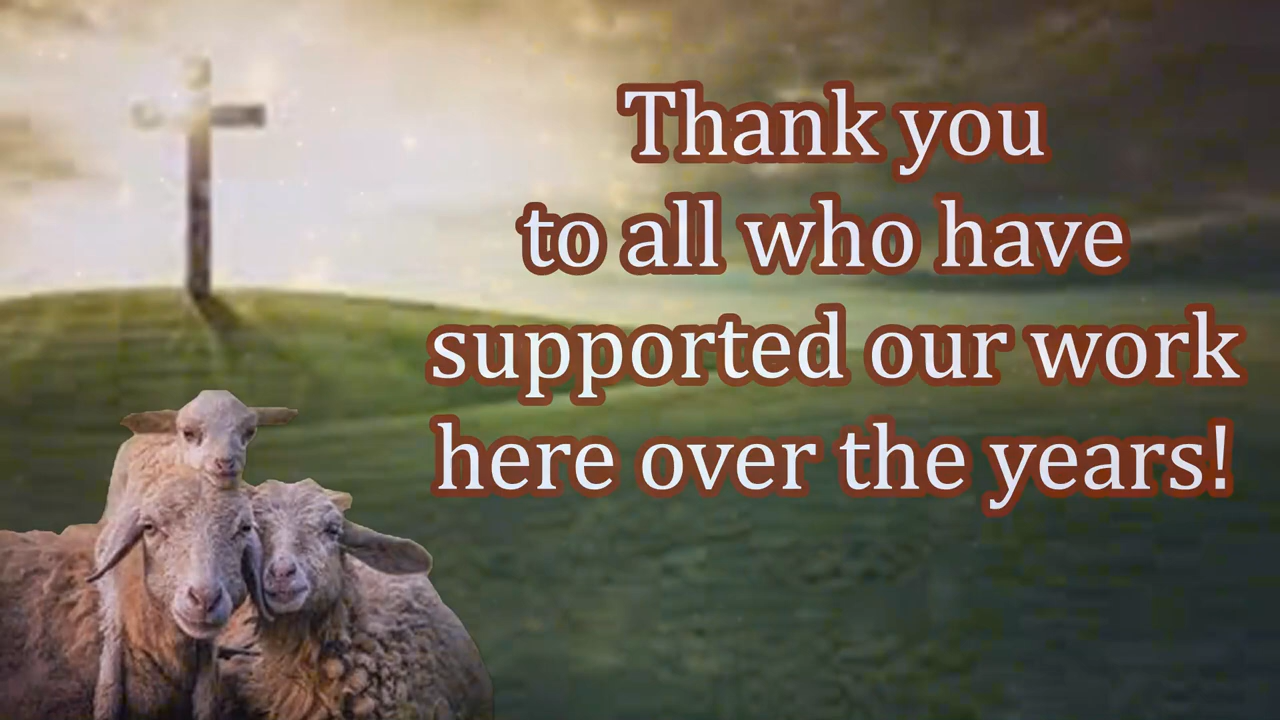 Thank you
to all who have
supported our work
here over the years!